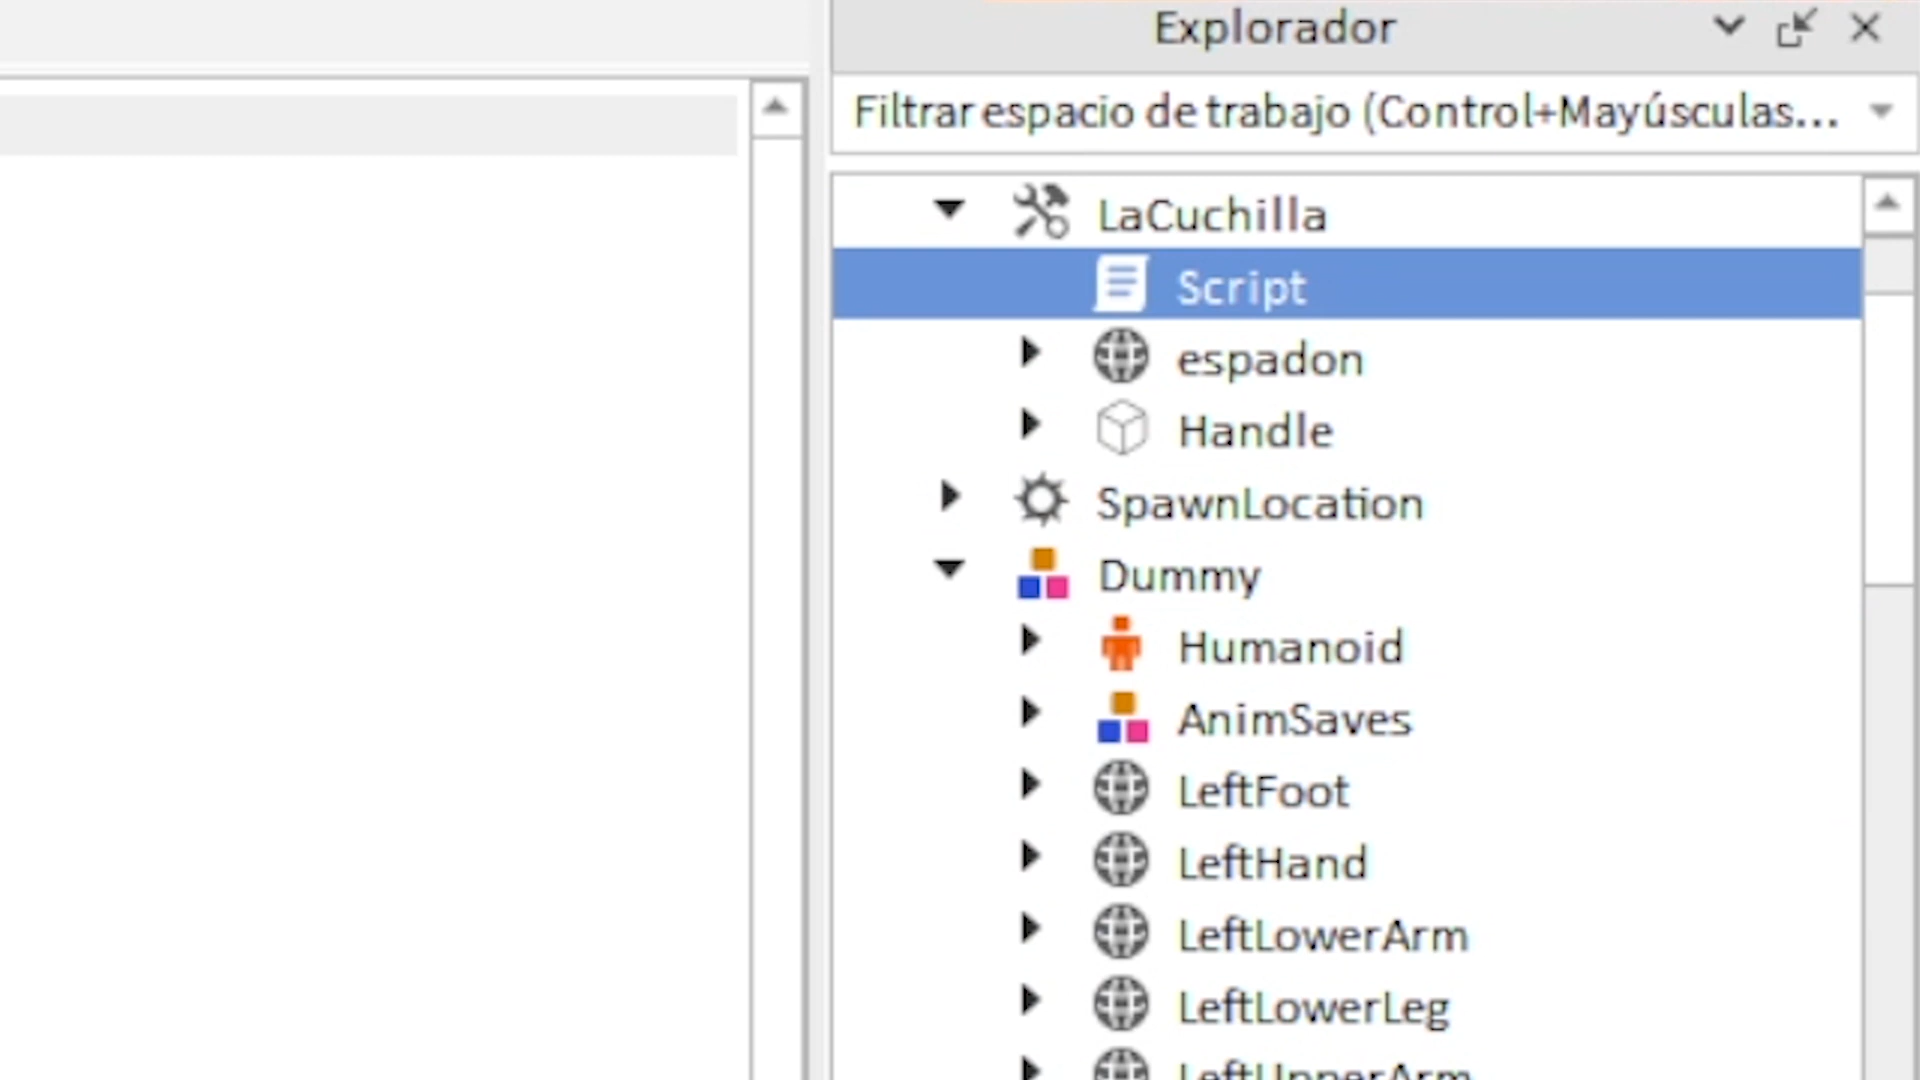 Explorador
Filtrar espacio de trabajo (Control+Mayúsculas...
LaCuchilla
Script
espadon
Handle
SpawnLocation
Dummy
Humanoid
AnimSaves
LeftFoot
LeftHand
LeftLowerArm
LeftLowerLeg
LeftUpperArm